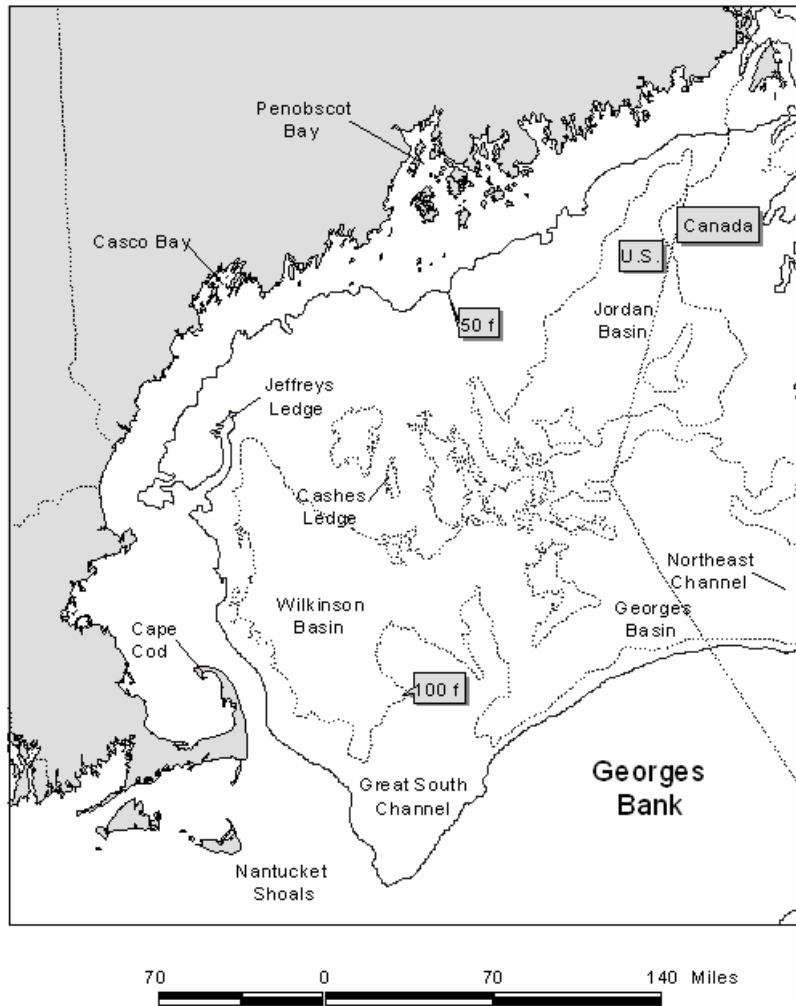 Penobscot
Bay
Casco Bay
Canada
U.S.
Jordan
Basin
50 f
Jeffreys
Ledge
Cashes
Ledge
Northeast
Channel
Wilkinson
Basin
Georges
Basin
Cape
Cod
100 f
Georges
Bank
Great South
Channel
Nantucket
Shoals
70 0 70 140 Miles